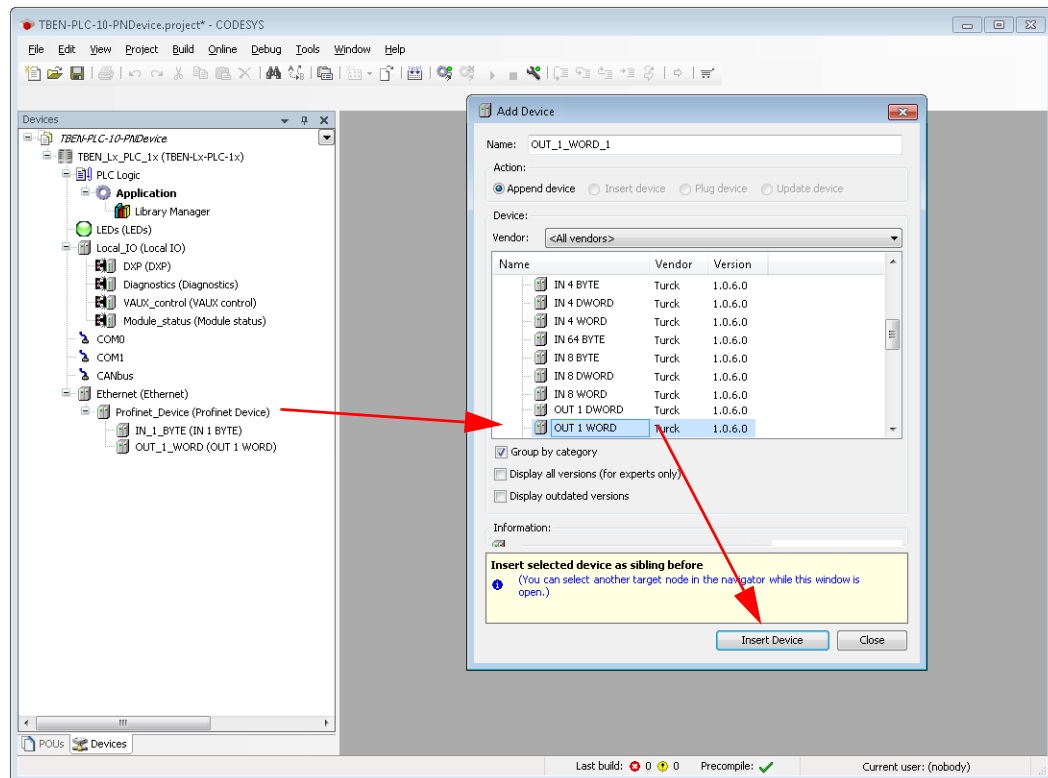 TBEN-PLC-10-PNDevice.project* - CODESYS
File Edit View Project Build Online Debug Tools Window Help
Devices
TBEN-PLC-10-PNDevice
TBEN_Lx_PLC_1x (TBEN-Lx-PLC-1x)
PLC Logic
Application
Library Manager
LEDs (LEDs)
Local_IO (Local IO)
DXP (DXP)
Diagnostics (Diagnostics)
VAUX_control (VAUX control)
Module_status (Module status)
COM0
COM1
CANbus
Ethernet (Ethernet)
Profinet_Device (Profinet Device)
IN_1_BYTE (IN 1 BYTE)
OUT_1_WORD (OUT 1 WORD)
POUs Devices
Add Device
Name: OUT_1_WORD_1
Action:
Append device Insert device Plug device Update device
Device:
Vendor: <All vendors>
Name Vendor Version
IN 4 BYTE Turck 1.0.6.0
IN 4 DWORD Turck 1.0.6.0
IN 4 WORD Turck 1.0.6.0
IN 64 BYTE Turck 1.0.6.0
IN 8 BYTE Turck 1.0.6.0
IN 8 DWORD Turck 1.0.6.0
IN 8 WORD Turck 1.0.6.0
OUT 1 DWORD Turck 1.0.6.0
OUT 1 WORD Turck 1.0.6.0
Group by category
Display all versions (for experts only)
Display outdated versions
Information:
Insert selected device as sibling before
(You can select another target node in the navigator while this window is
open.)
Insert Device Close
Last build: 0 0 Precompile: Current user: (nobody)